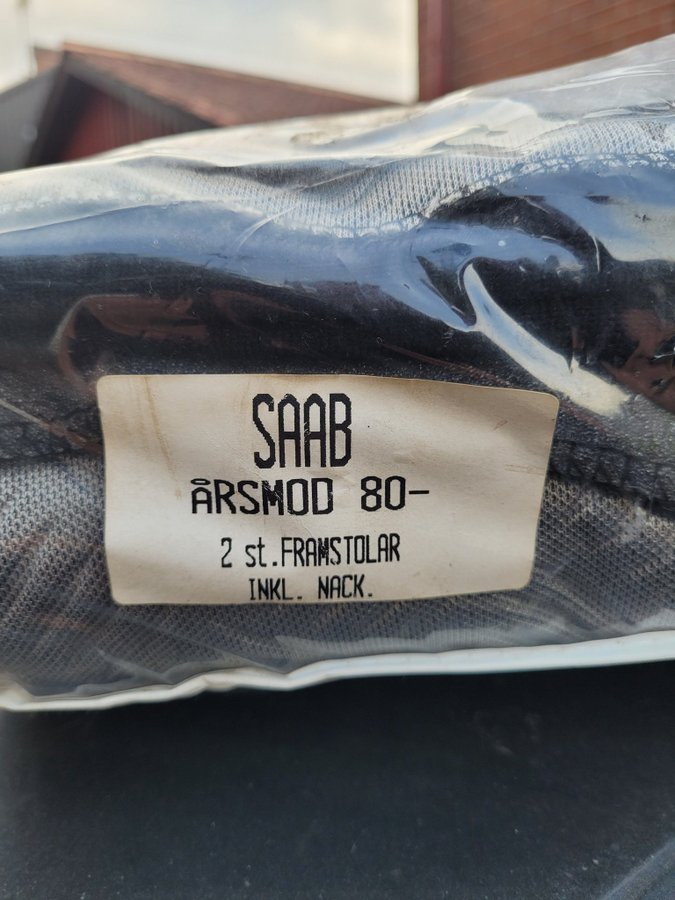 SAAB
ÅRSMOD 80-
2 st.FRAMSTOLAR
INKL. NACK.